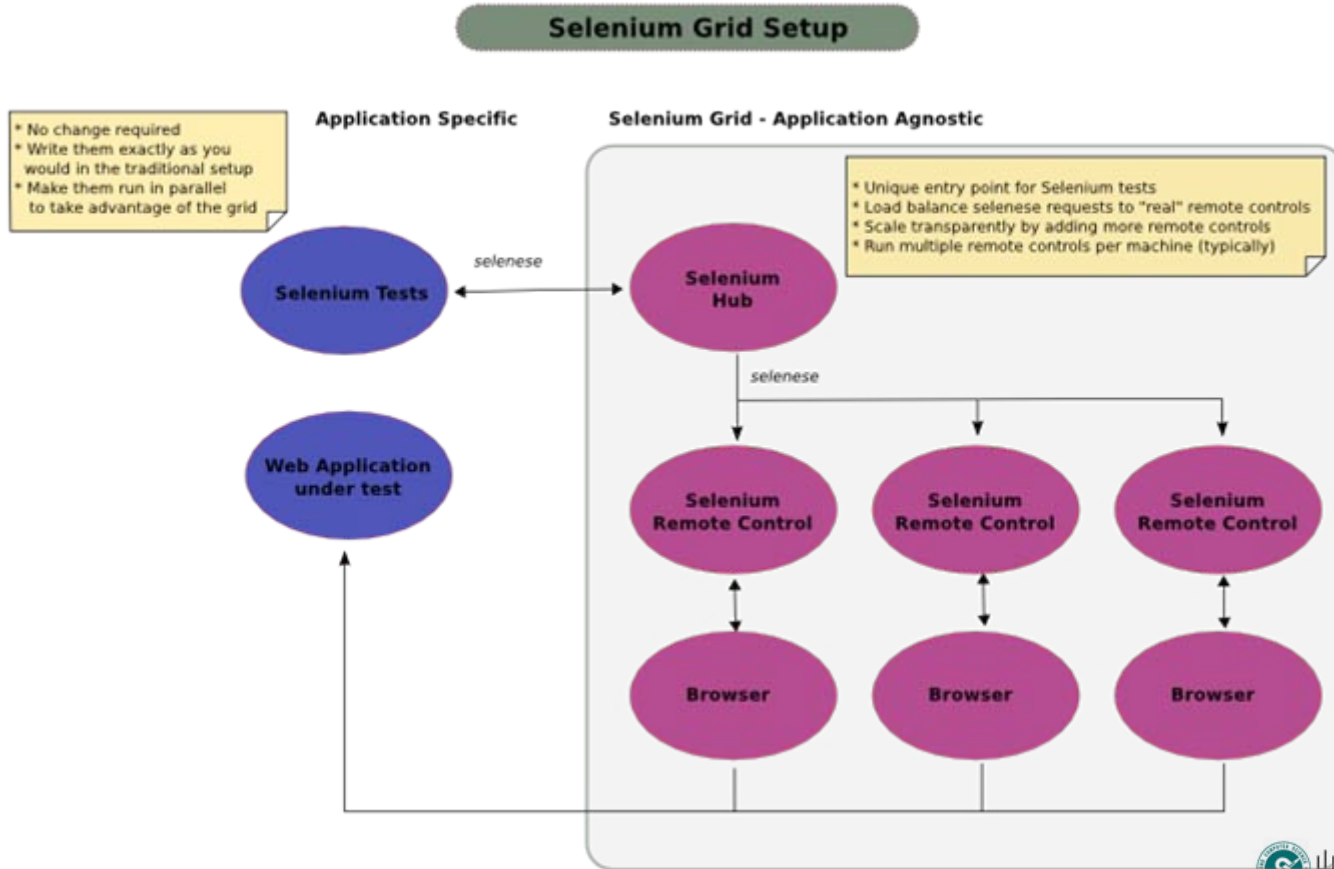 Selenium Grid Setup
Application Specific
Selenium Grid - Application Agnostic
* No change required
* Write them exactly as you
would in the traditional setup
* Make them run in parallel
to take advantage of the grid
* Unique entry point for Selenium tests
* Load balance selenese requests to "real" remote controls
* Scale transparently by adding more remote controls
* Run multiple remote controls per machine (typically)
Selenium Tests
selenese
Selenium
Hub
selenese
Web Application
under test
Selenium
Remote Control
Selenium
Remote Control
Selenium
Remote Control
Browser
Browser
Browser